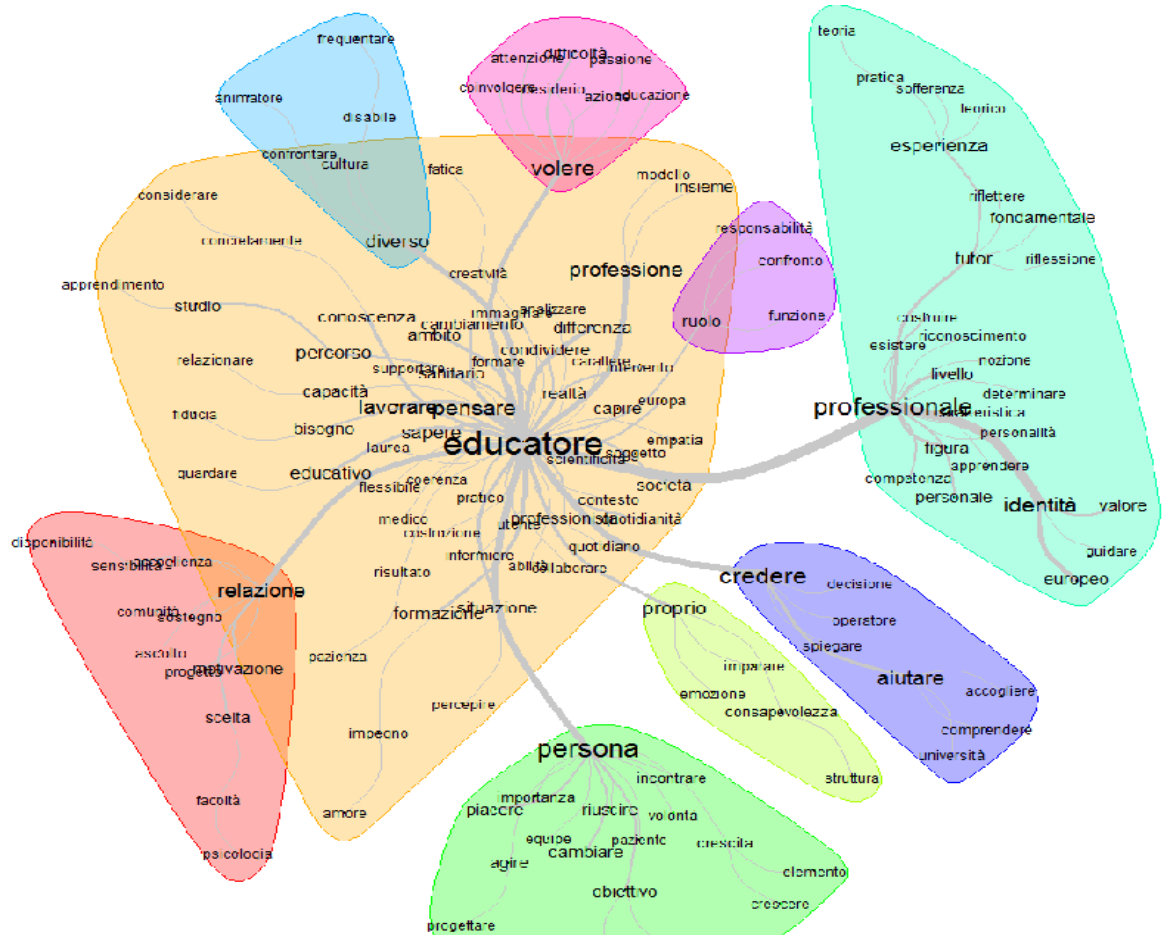 teoria
frequentare
difficoltà
attenzione
passione
pratica
sofferenza
coinvolgere
desiderio
azione
educazione
animatore
teorico
disabile
esperienza
confrontare
cultura
volere
fatica
modello
insieme
considerare
riflettere
fondamentale
responsabilità
concretamente
diverso
confronto
tutor
riflessione
professione
creatività
apprendimento
studio
conoscenza
immaginare
analizzare
cambiamento
differenza
ruolo
funzione
costruire
riconoscimento
esistere
ambito
percorso
condividere
relazionare
formare
carattere
supportare
sanitario
intervento
nozione
livello
capacità
realtà
europa
determinare
lavorare
pensare
capire
professionale
caratteristica
fiducia
bisogno
sapere
educatore
empatia
personalità
laurea
soggetto
figura
scientificità
apprendere
guardare
educativo
flessibile
coerenza
società
competenza
personale
pratico
contesto
identità
valore
medico
costruzione
utente
professionista
quotidianità
disponibilità
sensibilità
accoglienza
infermiere
quotidiano
guidare
risultato
abilità
collaborare
credere
decisione
europeo
relazione
comunità
sostegno
formazione
situazione
proprio
operatore
ascolto
progetto
motivazione
pazienza
spiegare
imparare
aiutare
emozione
accogliere
scelta
percepire
consapevolezza
impegno
comprendere
persona
università
incontrare
struttura
facoltà
amore
importanza
piacere
riuscire
volontà
equipe
paziente
crescita
psicologia
agire
cambiare
elemento
obiettivo
crescere
progettare